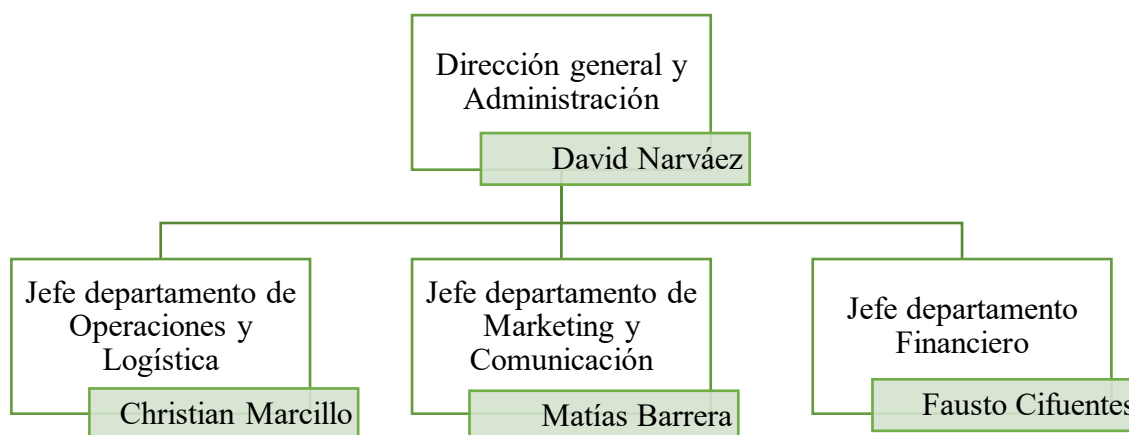 Dirección general y
Administración
David Narváez
Jefe departamento de
Operaciones y
Logística
Christian Marcillo
Jefe departamento de
Marketing y
Comunicación
Matías Barrera
Jefe departamento
Financiero
Fausto Cifuentes